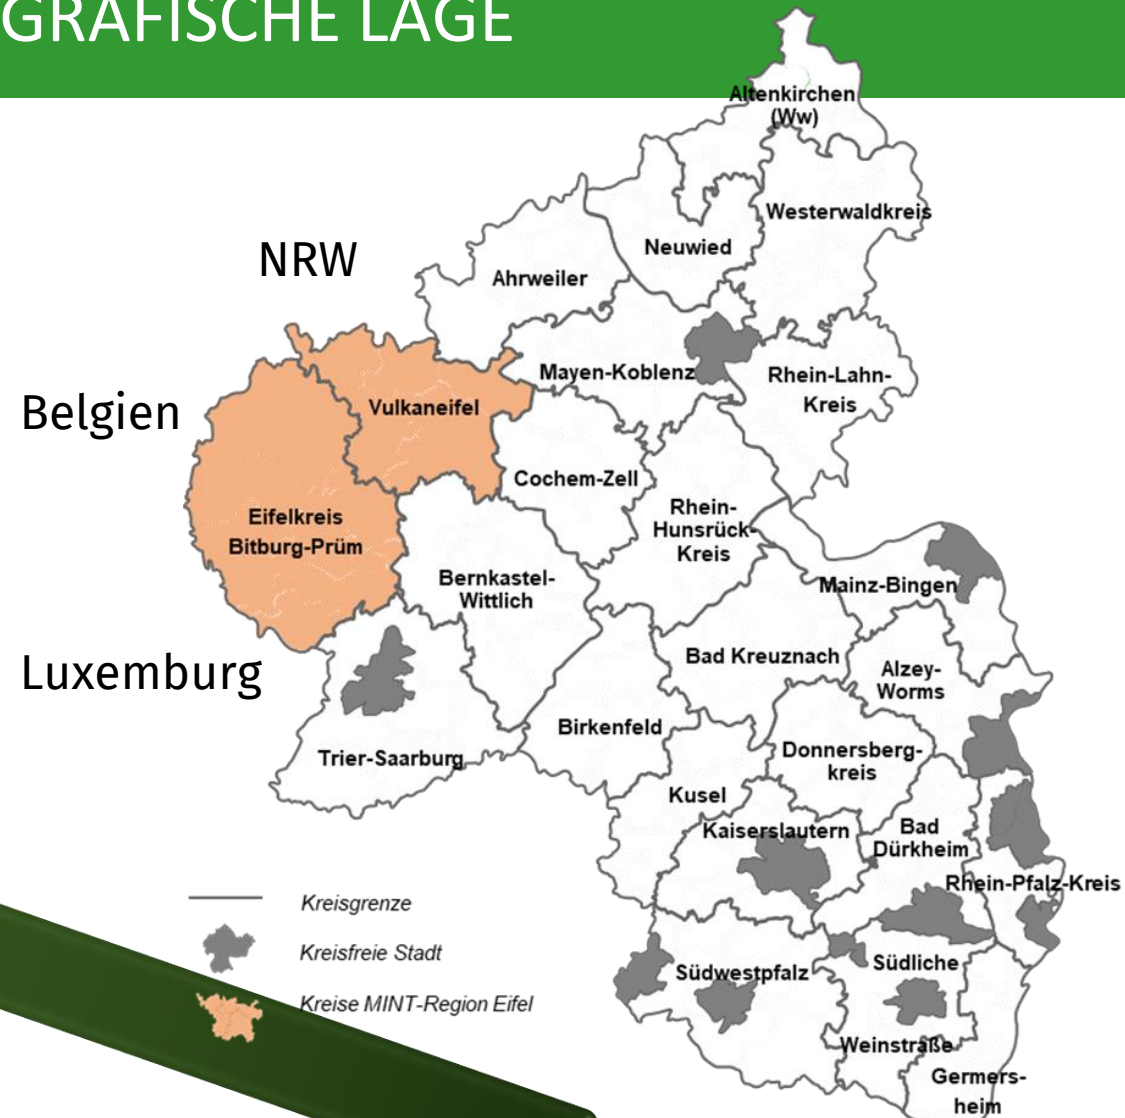 GRAFISCHE LAGE
Altenkirchen
(Ww)
Westerwaldkreis
NRW
Neuwied
Ahrweiler
Mayen-Koblenz
Rhein-Lahn-
Kreis
Belgien
Vulkaneifel
Cochem-Zell
Eifelkreis
Bitburg-Prüm
Rhein-
Hunsrück-
Kreis
Bernkastel-
Wittlich
Mainz-Bingen
Luxemburg
Bad Kreuznach
Alzey-
Worms
Birkenfeld
Trier-Saarburg
Donnersberg-
kreis
Kusel
Kaiserslautern
Bad
Dürkheim
Rhein-Pfalz-Kreis
Kreisgrenze
Kreisfreie Stadt
Kreise MINT-Region Eifel
Südwestpfalz
Südliche
Weinstraße
Germers-
heim